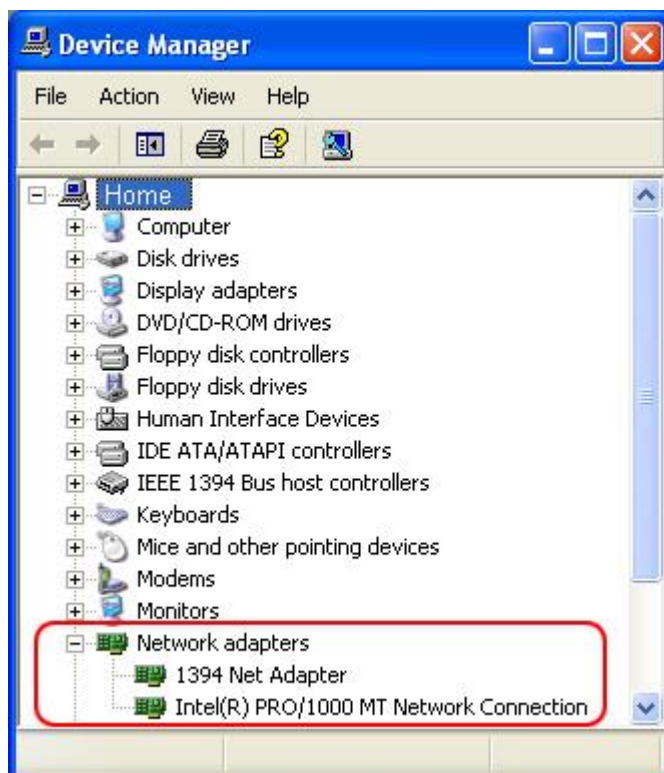 Device Manager
File Action View Help
Home
Computer
Disk drives
Display adapters
DVD/CD-ROM drives
Floppy disk controllers
Floppy disk drives
Human Interface Devices
IDE ATA/ATAPI controllers
IEEE 1394 Bus host controllers
Keyboards
Mice and other pointing devices
Modems
Monitors
Network adapters
1394 Net Adapter
Intel(R) PRO/1000 MT Network Connection